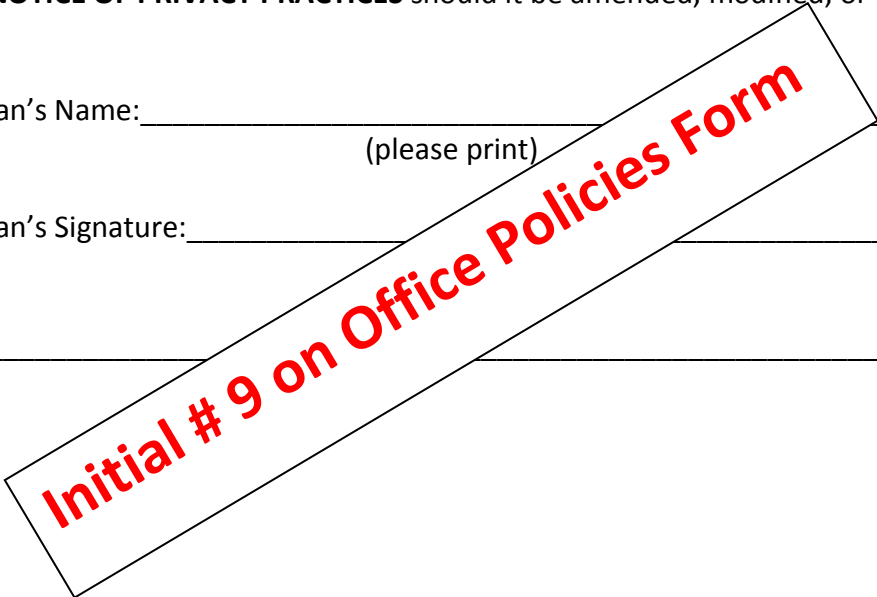 NOTICE OF PRIVACY PRACTICES should it be amended, modified, or
an's Name:
(please print)
an's Signature:
Initial # 9 on Office Policies Form